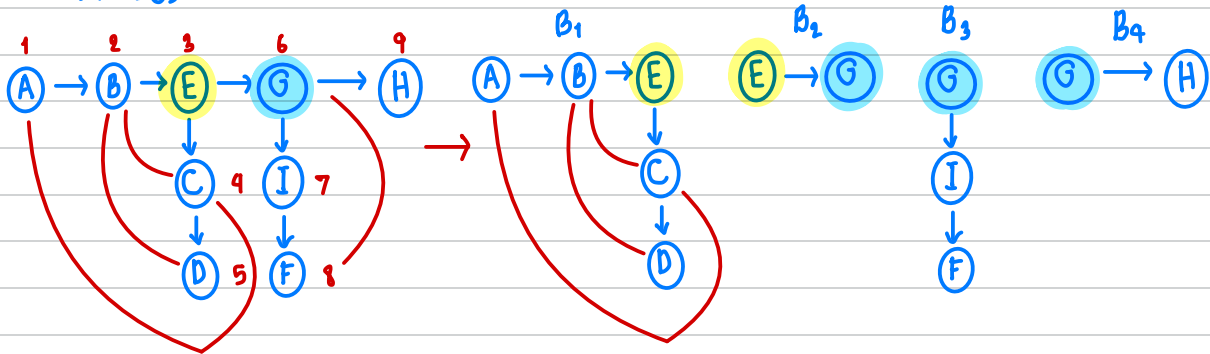 B₁ B₂ B₃ B₄
1 2 3 6 9
A → B → E → G → H → A → B → E E → G G G → H
C 4 I 7 C I
D 5 F 8 D F